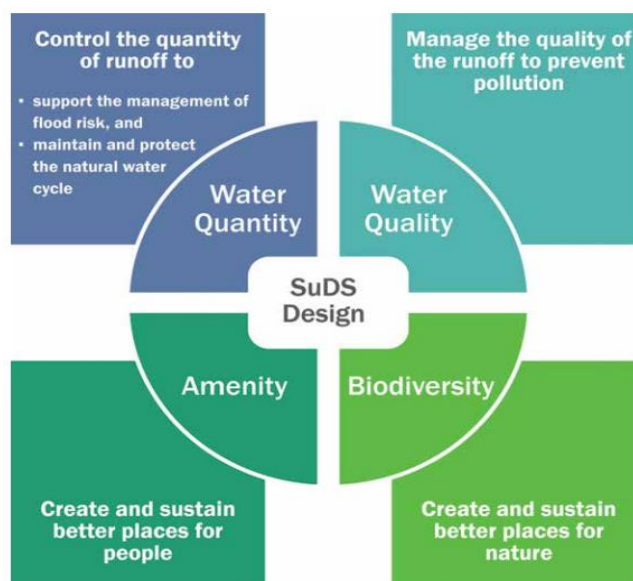 Control the quantity
of runoff to
• support the management of
flood risk, and
• maintain and protect
the natural water
cycle
Manage the quality of
the runoff to prevent
pollution
Water
Quantity
Water
Quality
SuDS
Design
Amenity
Biodiversity
Create and sustain
better places for
people
Create and sustain
better places for
nature